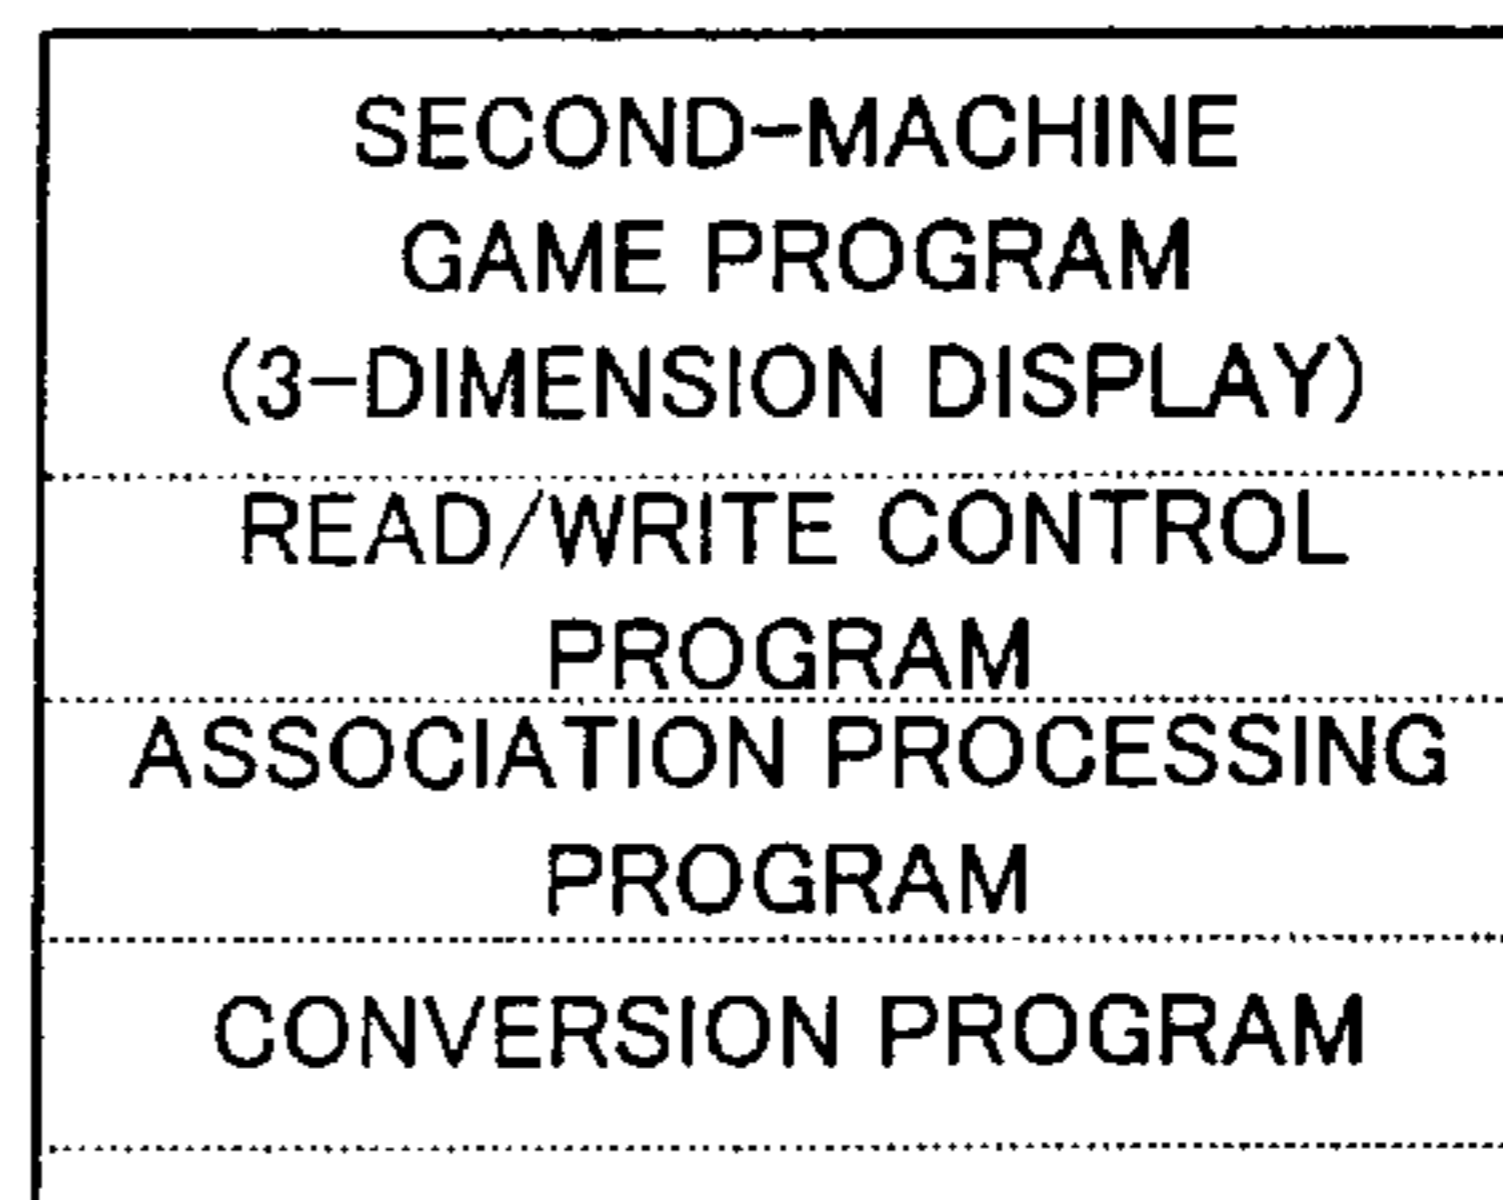 SECOND-MACHINE
GAME PROGRAM
(3-DIMENSION DISPLAY)
READ/WRITE CONTROL
PROGRAM
ASSOCIATION PROCESSING
PROGRAM
CONVERSION PROGRAM